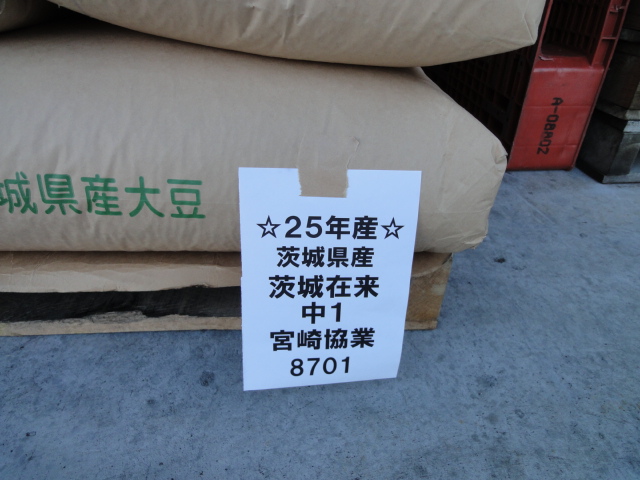 城県産大豆
☆25年産☆
茨城県産
茨城在来
中1
宮崎協業
8701
A-08802